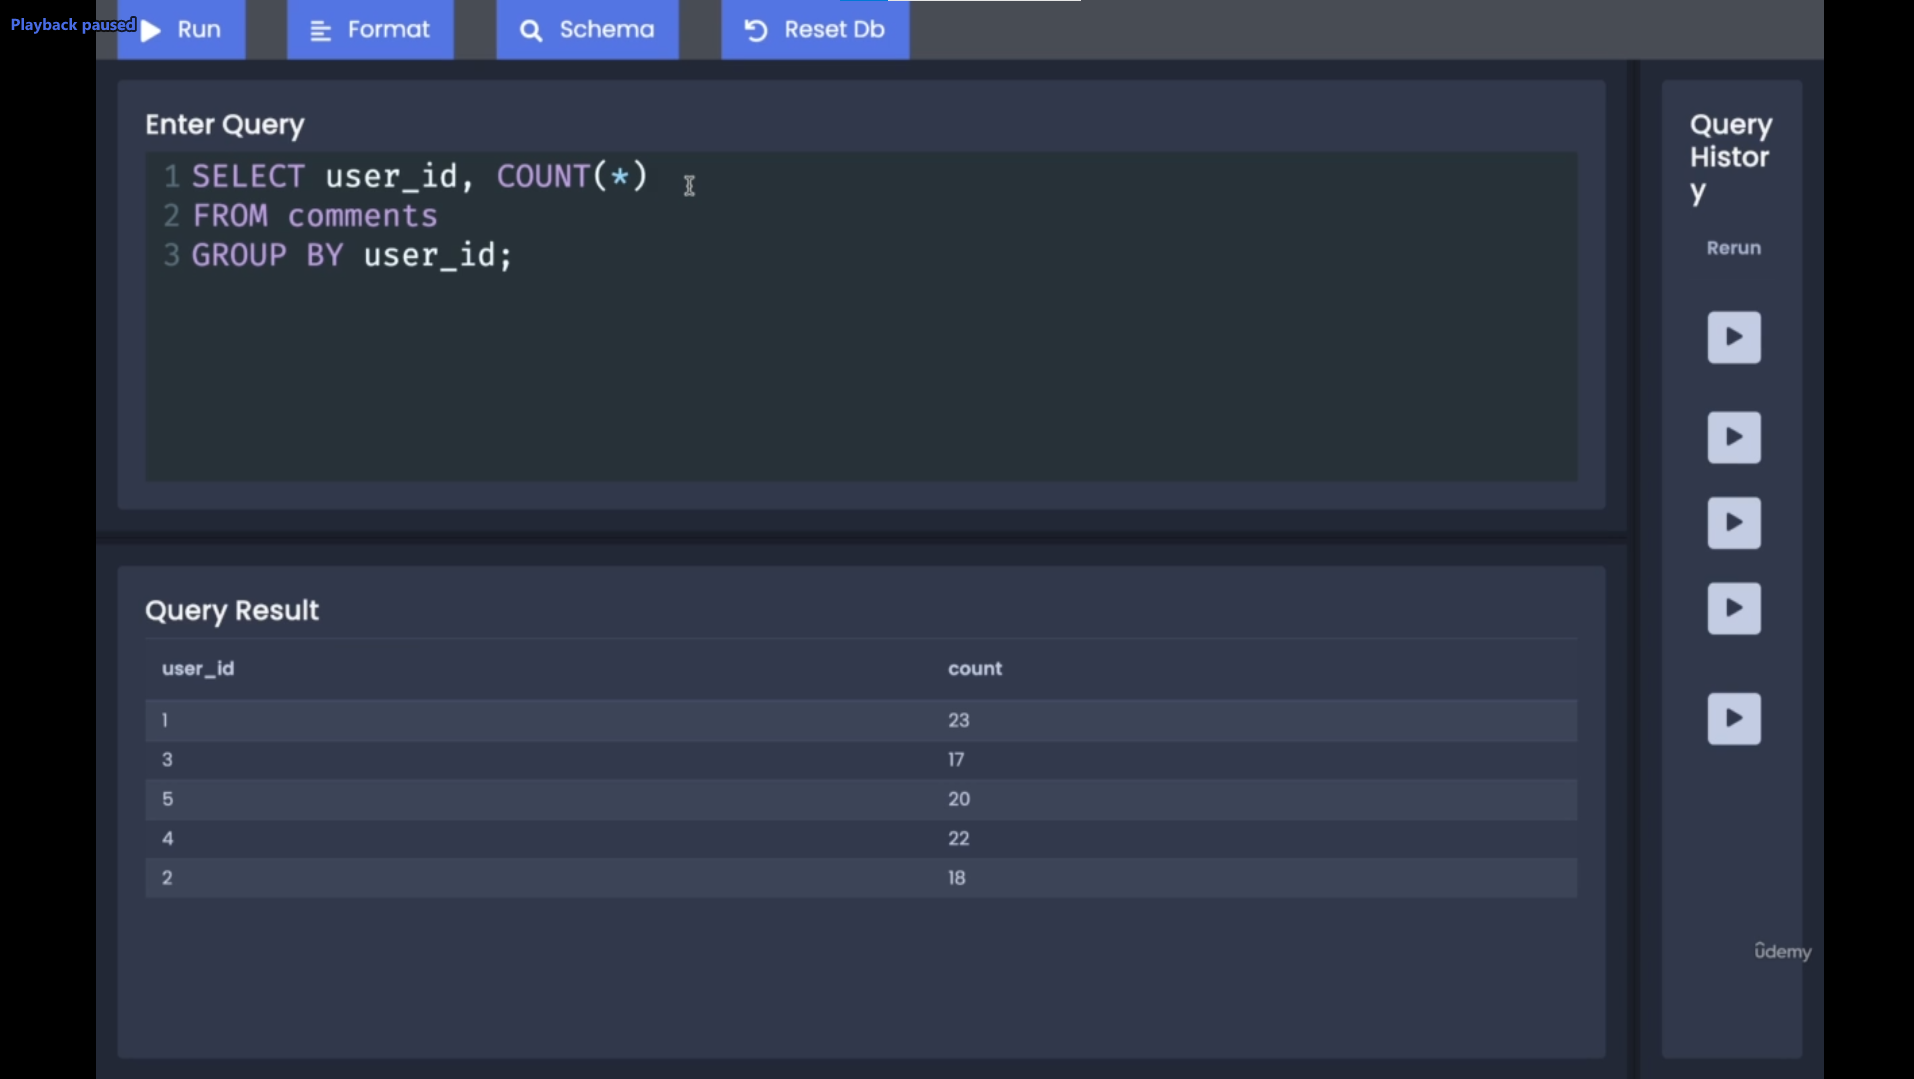 Playback paused
Run
Format
Schema
Reset Db
Enter Query
1 SELECT user_id, COUNT(*)
2 FROM comments
3 GROUP BY user_id;
Query
Histor
y
Rerun
Query Result
user_id count
1 23
3 17
5 20
4 22
2 18
ûdemy